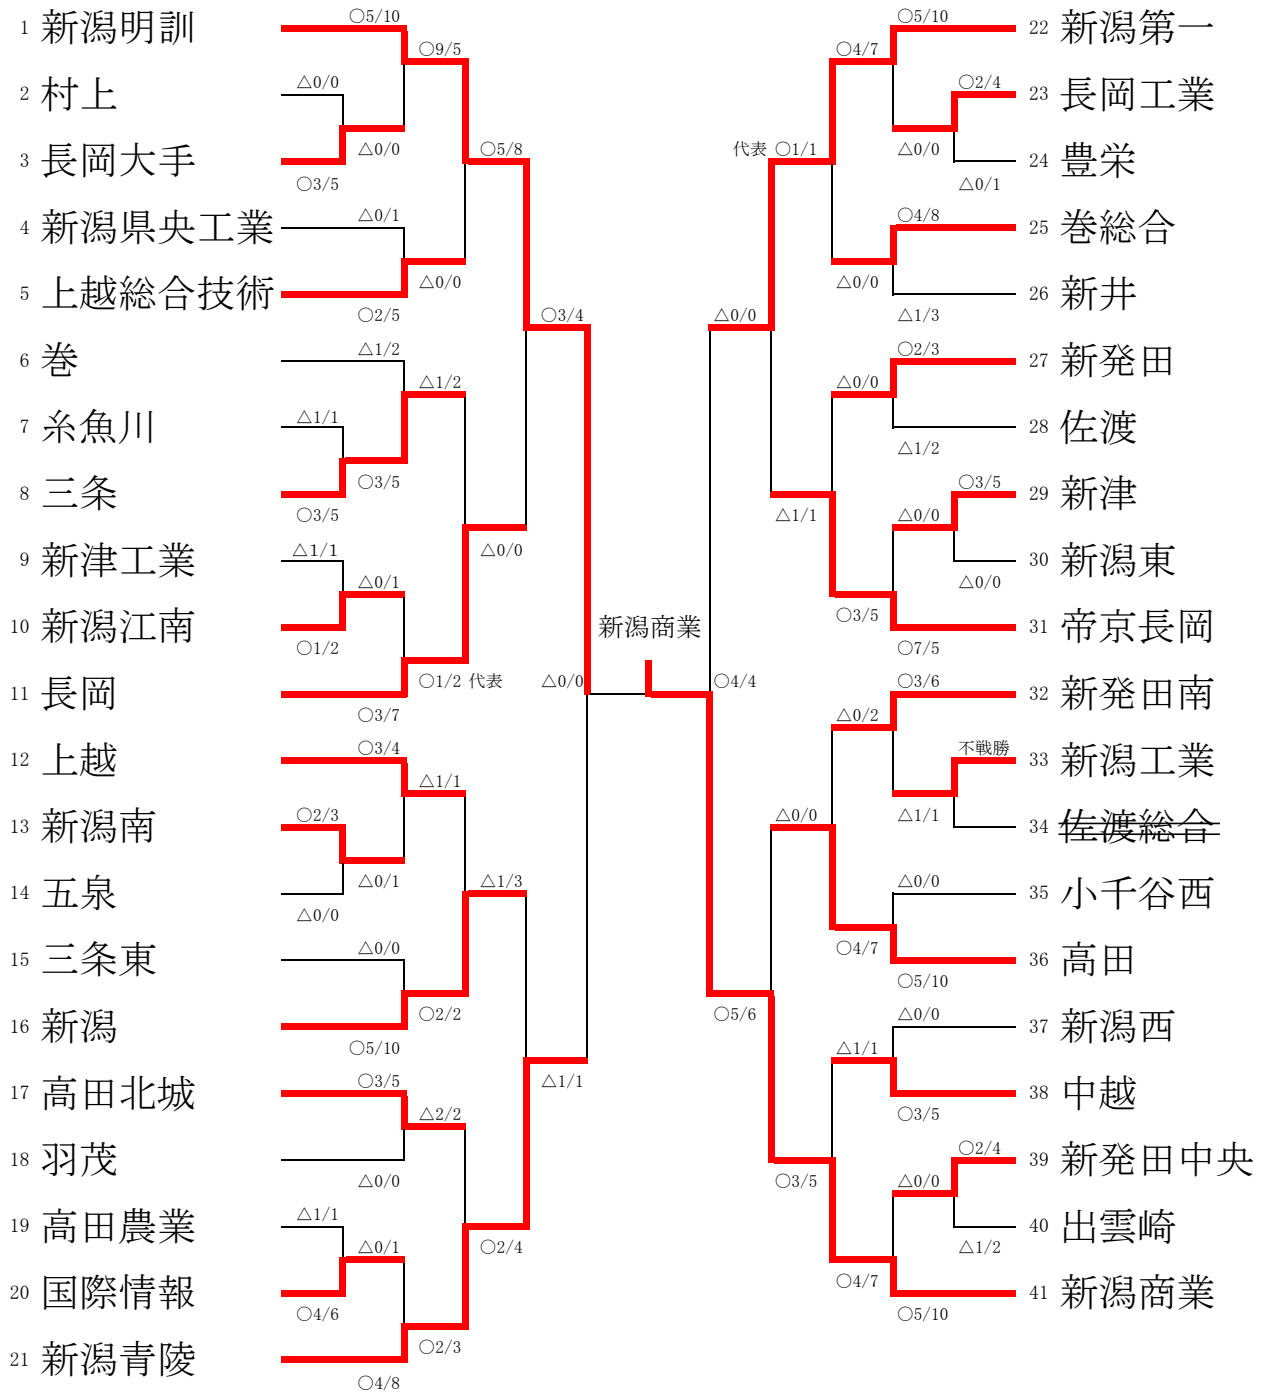 1 新潟明訓
2 村上
3 長岡大手
4 新潟県央工業
5 上越総合技術
6 巻
7 糸魚川
8 三条
9 新津工業
10 新潟江南
11 長岡
12 上越
13 新潟南
14 五泉
15 三条東
16 新潟
17 高田北城
18 羽茂
19 高田農業
20 国際情報
21 新潟青陵
○5/10
△0/0
○3/5
△0/1
○2/5
△1/2
△1/1
○3/5
△1/1
○1/2
○3/7
○3/4
○2/3
△0/0
△0/0
○5/10
○3/5
△0/0
△1/1
○4/6
○4/8
○9/5
△0/0
△0/0
△1/2
○3/5
△0/1
○1/2 代表
△1/1
△0/1
○2/2
△2/2
△0/1
○2/3
○5/8
△0/0
△1/3
○2/4
○3/4
△1/1
△0/0
新潟商業
○4/4
△0/0
○5/6
代表 ○1/1
△1/1
△0/0
○3/5
○4/7
△0/0
△0/0
○3/5
△0/2
○4/7
△1/1
○4/7
○5/10
△0/0
○2/4
△0/1
○4/8
△1/3
○2/3
△1/2
△0/0
○3/5
△0/0
○7/5
○3/6
不戦勝
△1/1
△0/0
○5/10
△0/0
○3/5
○2/4
△0/0
△1/2
○5/10
22 新潟第一
23 長岡工業
24 豊栄
25 巻総合
26 新井
27 新発田
28 佐渡
29 新津
30 新潟東
31 帝京長岡
32 新発田南
33 新潟工業
34 佐渡総合
35 小千谷西
36 高田
37 新潟西
38 中越
39 新発田中央
40 出雲崎
41 新潟商業